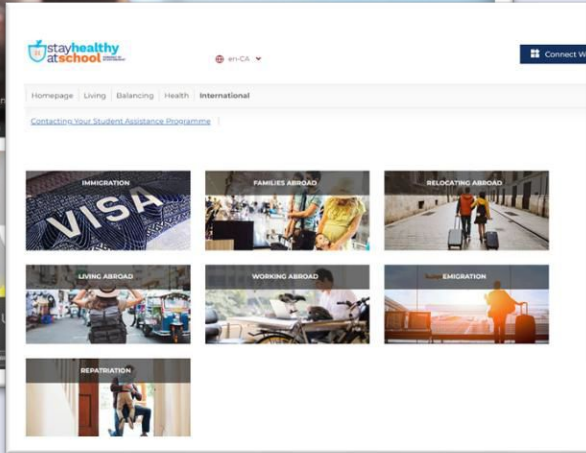 stayhealthy
atschool
en-CA
Connect W
Homepage Living Balancing Health International
Contacting Your Student Assistance Programme
IMMIGRATION FAMILIES ABROAD RELOCATING ABROAD
VISA
LIVING ABROAD WORKING ABROAD EMIGRATION
REPATRIATION